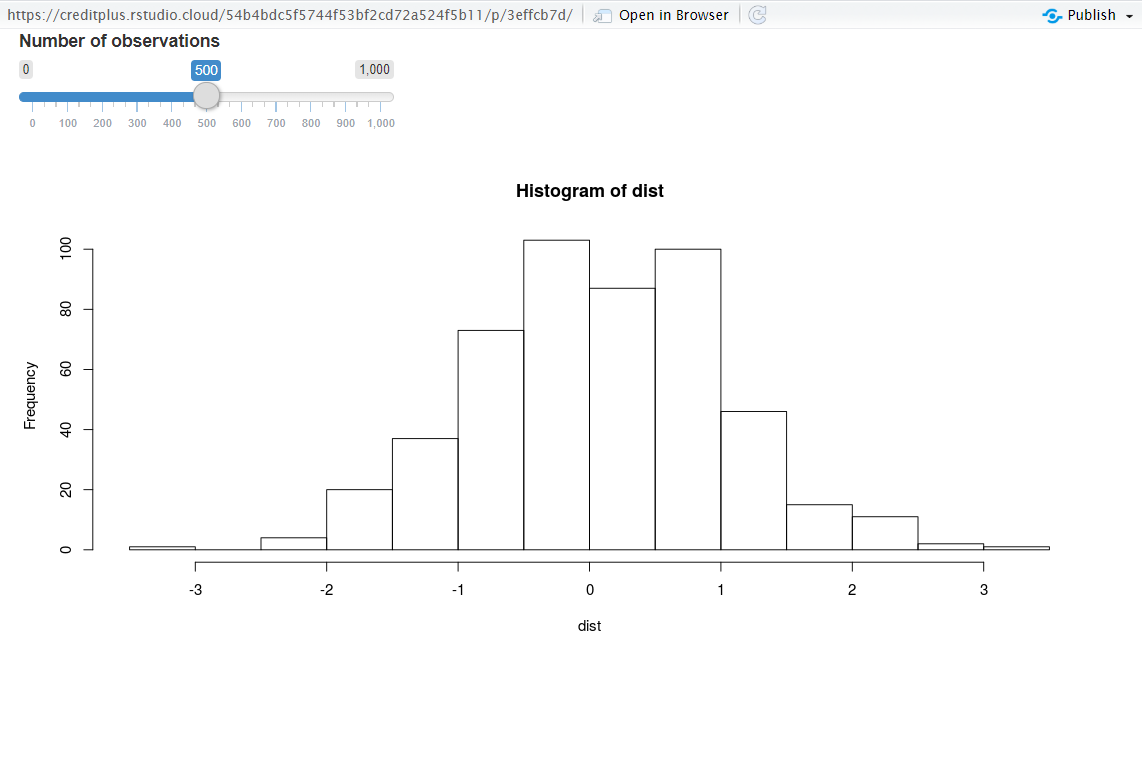 https://creditplus.rstudio.cloud/54b4bdc5f5744f53bf2cd72a524f5b11/p/3effcb7d/ Open in Browser Publish
Number of observations
0 500 1,000
0 100 200 300 400 500 600 700 800 900 1,000
Histogram of dist
100
80
60
40
20
0
Frequency
-3 -2 -1 0 1 2 3
dist